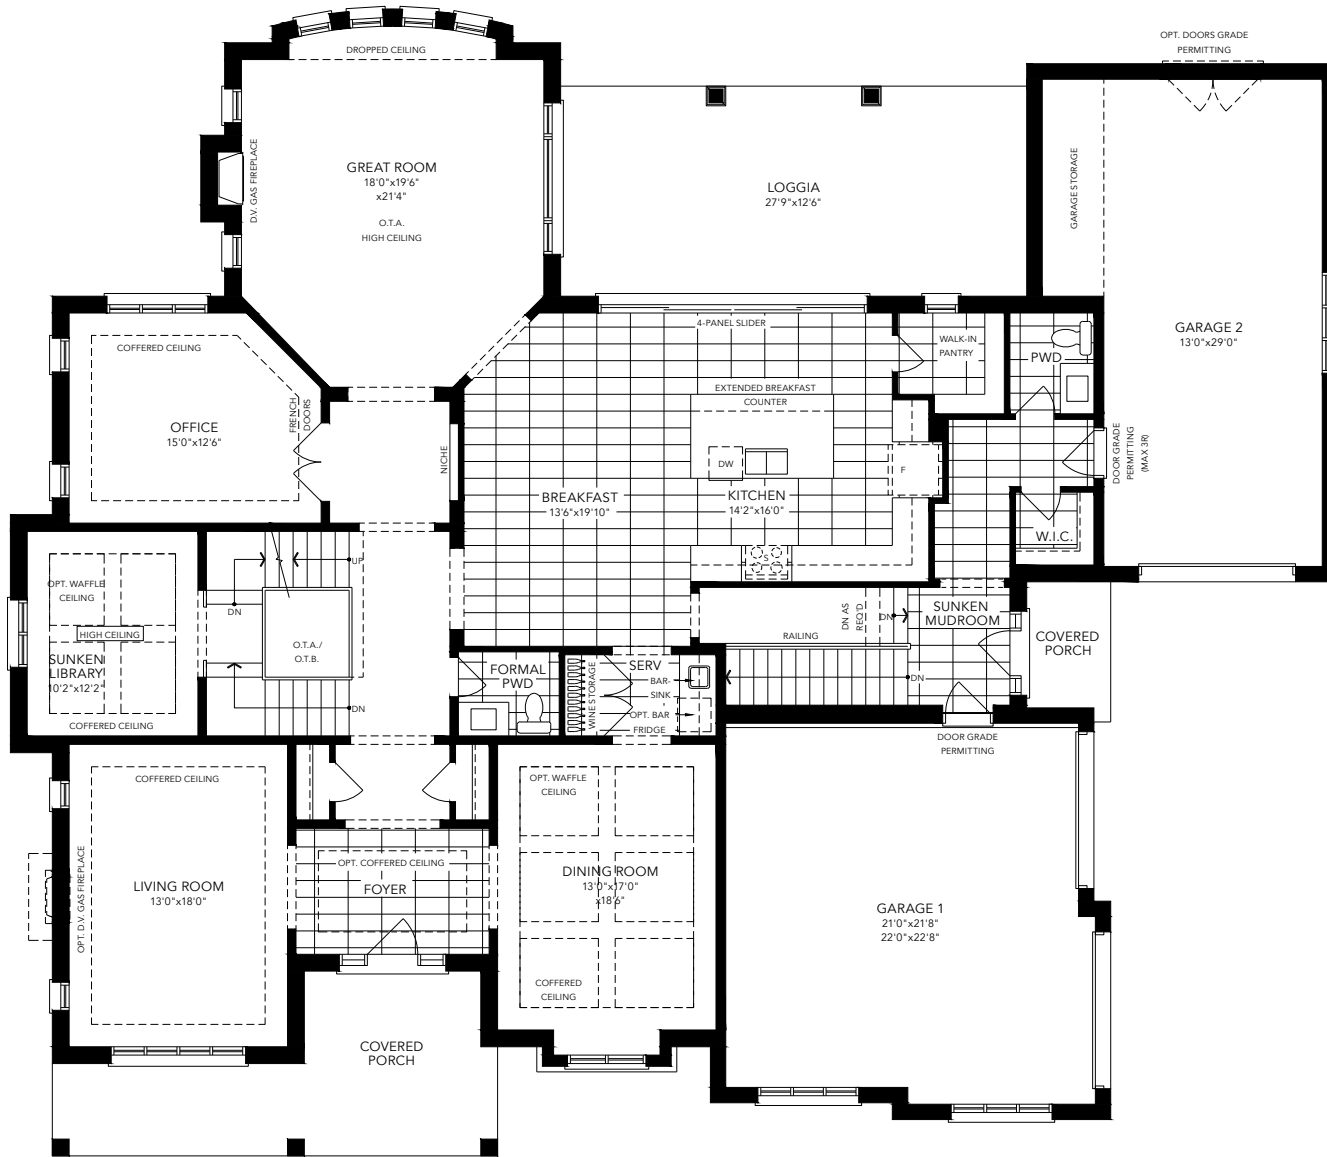 OPT. DOORS GRADE
PERMITTING
DROPPED CEILING
D.V. GAS FIREPLACE
GREAT ROOM
18'0"x19'6"
x21'4"
O.T.A.
HIGH CEILING
LOGGIA
27'9"x12'6"
GARAGE STORAGE
GARAGE 2
13'0"x29'0"
COFFERED CEILING
OFFICE
15'0"x12'6"
FRENCH
DOORS
NICHE
4-PANEL SLIDER
WALK-IN
PANTRY
PWD
EXTENDED BREAKFAST
COUNTER
DW
F
BREAKFAST
13'6"x19'10"
KITCHEN
14'2"x16'0"
S
DOOR GRADE
PERMITTING
(MAX 3R)
W.I.C.
OPT. WAFFLE
CEILING
HIGH CEILING
SUNKEN
LIBRARY
10'2"x12'2"
COFFERED CEILING
UP
DN
O.T.A./
O.T.B.
DN
RAILING
DN AS
REQ'D
DN
SUNKEN
MUDROOM
COVERED
PORCH
DN
FORMAL
PWD
WINE STORAGE
SERV
BAR-
SINK
OPT. BAR
FRIDGE
DOOR GRADE
PERMITTING
COFFERED CEILING
OPT. D.V. GAS FIREPLACE
LIVING ROOM
13'0"x18'0"
OPT. COFFERED CEILING
FOYER
OPT. WAFFLE
CEILING
DINING ROOM
13'0"x17'0"
x18'6"
COFFERED
CEILING
GARAGE 1
21'0"x21'8"
22'0"x22'8"
COVERED
PORCH